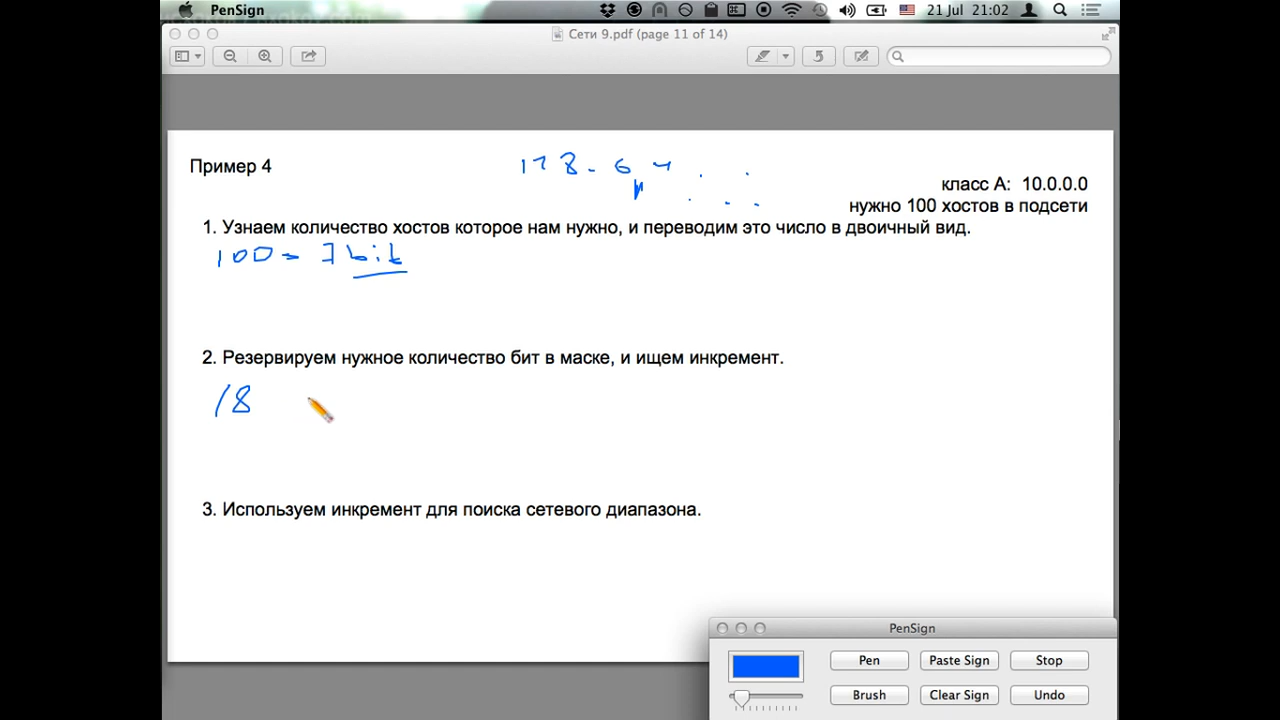 PenSign
21 Jul 21:02
Сети 9.pdf (page 11 of 14)
Пример 4
128 - 64 . .
класс А: 10.0.0.0
нужно 100 хостов в подсети
1. Узнаем количество хостов которое нам нужно, и переводим это число в двоичный вид.
100 - 7 bit
2. Резервируем нужное количество бит в маске, и ищем инкремент.
/8
3. Используем инкремент для поиска сетевого диапазона.
PenSign
Pen
Paste Sign
Stop
Brush
Clear Sign
Undo